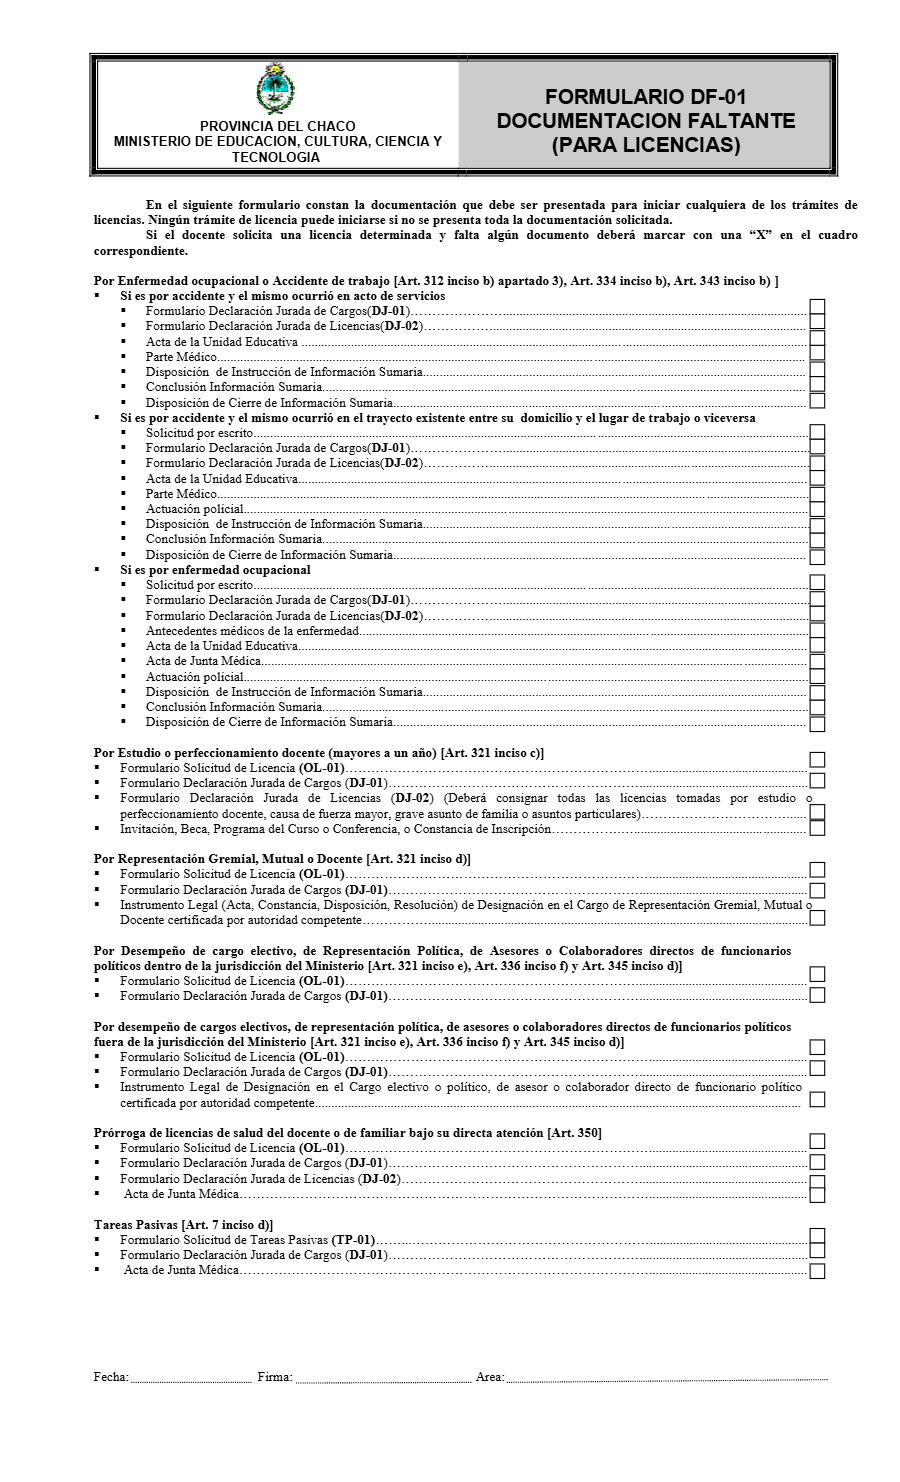 PROVINCIA DEL CHACO
MINISTERIO DE EDUCACION, CULTURA, CIENCIA Y
TECNOLOGIA
FORMULARIO DF-01
DOCUMENTACION FALTANTE
(PARA LICENCIAS)
En el siguiente formulario constan la documentación que debe ser presentada para iniciar cualquiera de los trámites de
licencias. Ningún trámite de licencia puede iniciarse si no se presenta toda la documentación solicitada.
Si el docente solicita una licencia determinada y falta algún documento deberá marcar con una “X” en el cuadro
correspondiente.
Por Enfermedad ocupacional o Accidente de trabajo [Art. 312 inciso b) apartado 3), Art. 334 inciso b), Art. 343 inciso b) ]
▪ Si es por accidente y el mismo ocurrió en acto de servicios
▪ Formulario Declaración Jurada de Cargos(DJ-01)................
▪ Formulario Declaración Jurada de Licencias(DJ-02)................
▪ Acta de la Unidad Educativa ................
▪ Parte Médico................
▪ Disposición de Instrucción de Información Sumaria................
▪ Conclusión Información Sumaria................
▪ Disposición de Cierre de Información Sumaria................
▪ Si es por accidente y el mismo ocurrió en el trayecto existente entre su domicilio y el lugar de trabajo o viceversa
▪ Solicitud por escrito................
▪ Formulario Declaración Jurada de Cargos(DJ-01)................
▪ Formulario Declaración Jurada de Licencias(DJ-02)................
▪ Acta de la Unidad Educativa................
▪ Parte Médico................
▪ Actuación policial................
▪ Disposición de Instrucción de Información Sumaria................
▪ Conclusión Información Sumaria................
▪ Disposición de Cierre de Información Sumaria................
▪ Si es por enfermedad ocupacional
▪ Solicitud por escrito................
▪ Formulario Declaración Jurada de Cargos(DJ-01)................
▪ Formulario Declaración Jurada de Licencias(DJ-02)................
▪ Antecedentes médicos de la enfermedad................
▪ Acta de la Unidad Educativa................
▪ Acta de Junta Médica................
▪ Actuación policial................
▪ Disposición de Instrucción de Información Sumaria................
▪ Conclusión Información Sumaria................
▪ Disposición de Cierre de Información Sumaria................
Por Estudio o perfeccionamiento docente (mayores a un año) [Art. 321 inciso c)]
▪ Formulario Solicitud de Licencia (OL-01)................
▪ Formulario Declaración Jurada de Cargos (DJ-01)................
▪ Formulario Declaración Jurada de Licencias (DJ-02) (Deberá consignar todas las licencias tomadas por estudio o
perfeccionamiento docente, causa de fuerza mayor, grave asunto de familia o asuntos particulares)................
▪ Invitación, Beca, Programa del Curso o Conferencia, o Constancia de Inscripción................
Por Representación Gremial, Mutual o Docente [Art. 321 inciso d)]
▪ Formulario Solicitud de Licencia (OL-01)................
▪ Formulario Declaración Jurada de Cargos (DJ-01)................
▪ Instrumento Legal (Acta, Constancia, Disposición, Resolución) de Designación en el Cargo de Representación Gremial, Mutual o
Docente certificada por autoridad competente................
Por Desempeño de cargo electivo, de Representación Política, de Asesores o Colaboradores directos de funcionarios
políticos dentro de la jurisdicción del Ministerio [Art. 321 inciso e), Art. 336 inciso f) y Art. 345 inciso d)]
▪ Formulario Solicitud de Licencia (OL-01)................
▪ Formulario Declaración Jurada de Cargos (DJ-01)................
Por desempeño de cargos electivos, de representación política, de asesores o colaboradores directos de funcionarios políticos
fuera de la jurisdicción del Ministerio [Art. 321 inciso e), Art. 336 inciso f) y Art. 345 inciso d)]
▪ Formulario Solicitud de Licencia (OL-01)................
▪ Formulario Declaración Jurada de Cargos (DJ-01)................
▪ Instrumento Legal de Designación en el Cargo electivo o político, de asesor o colaborador directo de funcionario político
certificada por autoridad competente................
Prórroga de licencias de salud del docente o de familiar bajo su directa atención [Art. 350]
▪ Formulario Solicitud de Licencia (OL-01)................
▪ Formulario Declaración Jurada de Cargos (DJ-01)................
▪ Formulario Declaración Jurada de Licencias (DJ-02)................
▪ Acta de Junta Médica................
Tareas Pasivas [Art. 7 inciso d)]
▪ Formulario Solicitud de Tareas Pasivas (TP-01)................
▪ Formulario Declaración Jurada de Cargos (DJ-01)................
▪ Acta de Junta Médica................
Fecha: ................ Firma: ................ Area:................